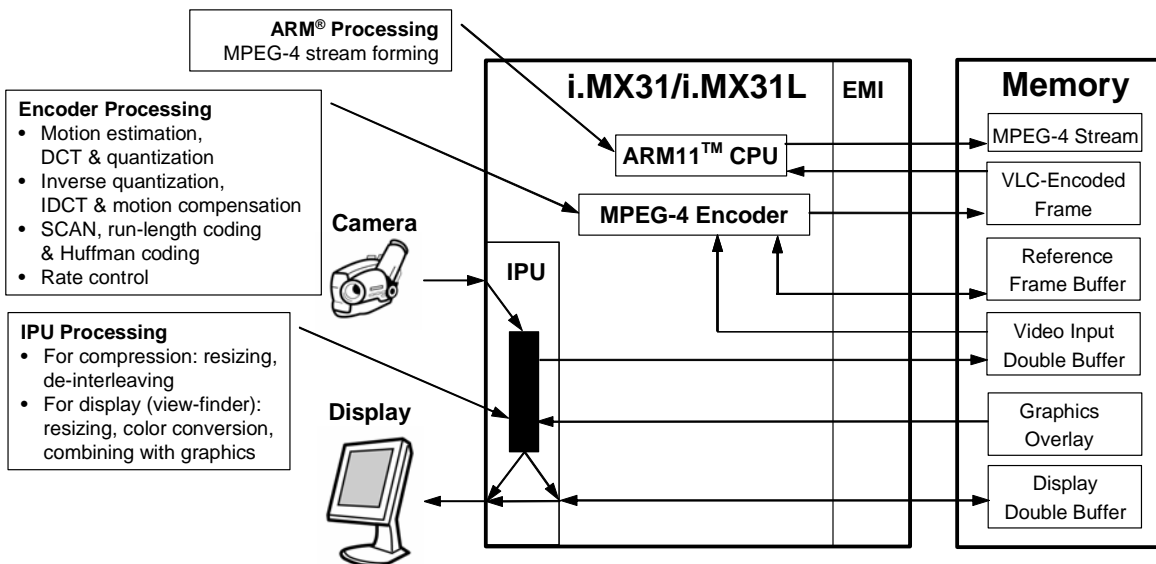 ARM® Processing
MPEG-4 stream forming
Encoder Processing
• Motion estimation,
DCT & quantization
• Inverse quantization,
IDCT & motion compensation
• SCAN, run-length coding
& Huffman coding
• Rate control
IPU Processing
• For compression: resizing,
de-interleaving
• For display (view-finder):
resizing, color conversion,
combining with graphics
Camera
Display
i.MX31/i.MX31L
EMI
ARM11™ CPU
MPEG-4 Encoder
IPU
Memory
MPEG-4 Stream
VLC-Encoded
Frame
Reference
Frame Buffer
Video Input
Double Buffer
Graphics
Overlay
Display
Double Buffer